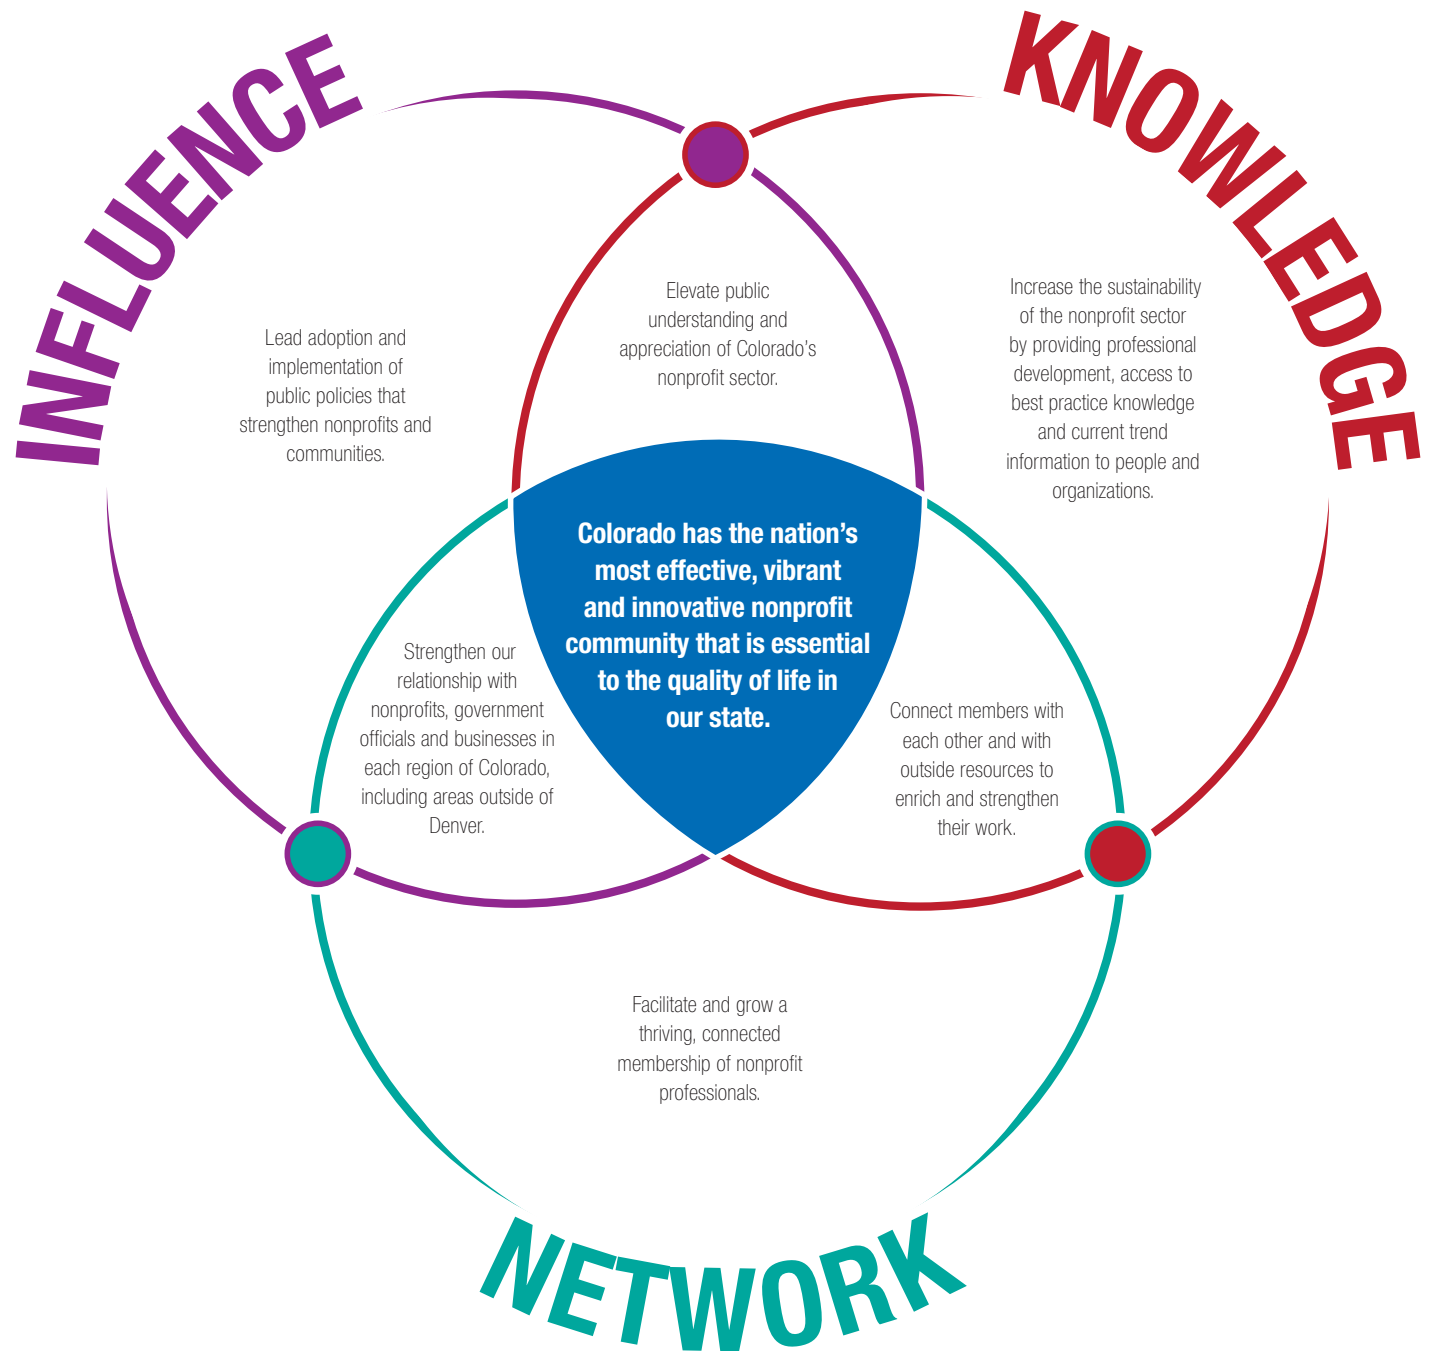 INFLUENCE
KNOWLEDGE
Lead adoption and
implementation of
public policies that
strengthen nonprofits and
communities.
Elevate public
understanding and
appreciation of Colorado’s
nonprofit sector.
Increase the sustainability
of the nonprofit sector
by providing professional
development, access to
best practice knowledge
and current trend
information to people and
organizations.
Colorado has the nation’s
most effective, vibrant
and innovative nonprofit
community that is essential
to the quality of life in
our state.
Strengthen our
relationship with
nonprofits, government
officials and businesses in
each region of Colorado,
including areas outside of
Denver.
Connect members with
each other and with
outside resources to
enrich and strengthen
their work.
Facilitate and grow a
thriving, connected
membership of nonprofit
professionals.
NETWORK